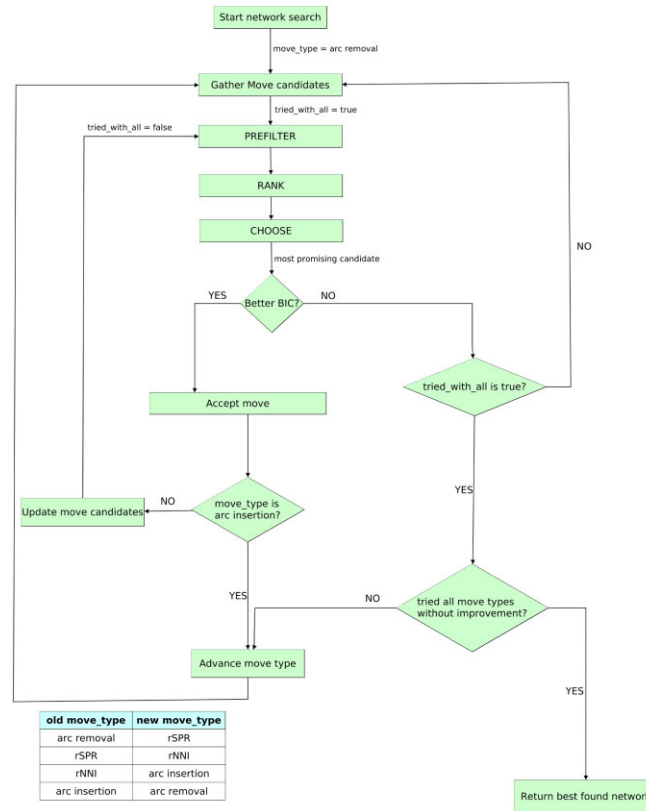 Start network search
move_type = arc removal
Gather Move candidates
tried_with_all = true
tried_with_all = false
PREFILTER
RANK
CHOOSE
NO
most promising candidate
YES
Better BIC?
NO
tried_with_all is true?
Accept move
YES
Update move candidates
NO
move_type is
arc insertion?
YES
NO
tried all move types
without improvement?
Advance move type
YES
old move_type new move_type
arc removal rSPR
rSPR rNNI
rNNI arc insertion
arc insertion arc removal
Return best found network